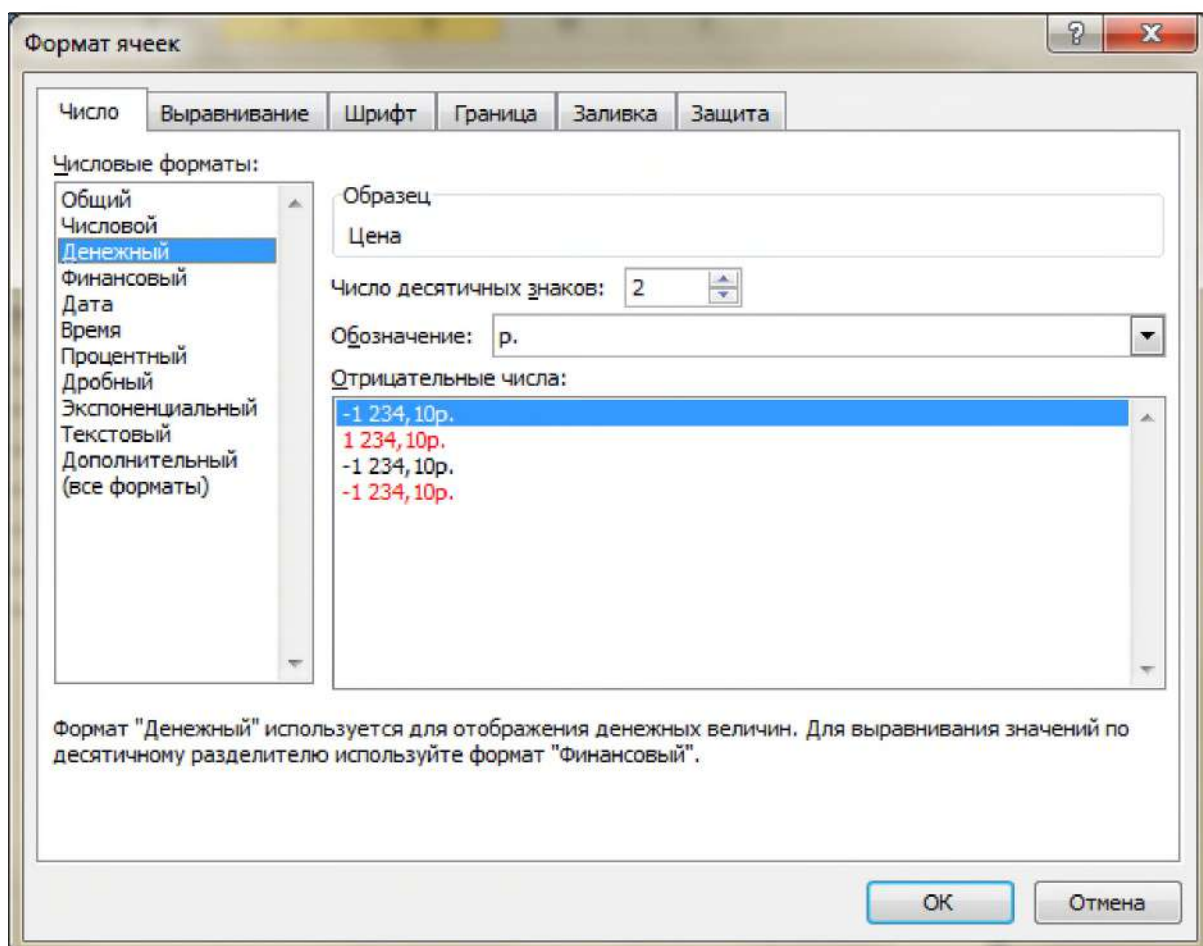 Формат ячеек
Число
Выравнивание
Шрифт
Граница
Заливка
Защита
Числовые форматы:
Общий
Числовой
Денежный
Финансовый
Дата
Время
Процентный
Дробный
Экспоненциальный
Текстовый
Дополнительный
(все форматы)
Образец
Цена
Число десятичных знаков: 2
Обозначение: р.
Отрицательные числа:
-1 234,10р.
1 234,10р.
-1 234,10р.
-1 234,10р.
Формат "Денежный" используется для отображения денежных величин. Для выравнивания значений по
десятичному разделителю используйте формат "Финансовый".
ОК
Отмена